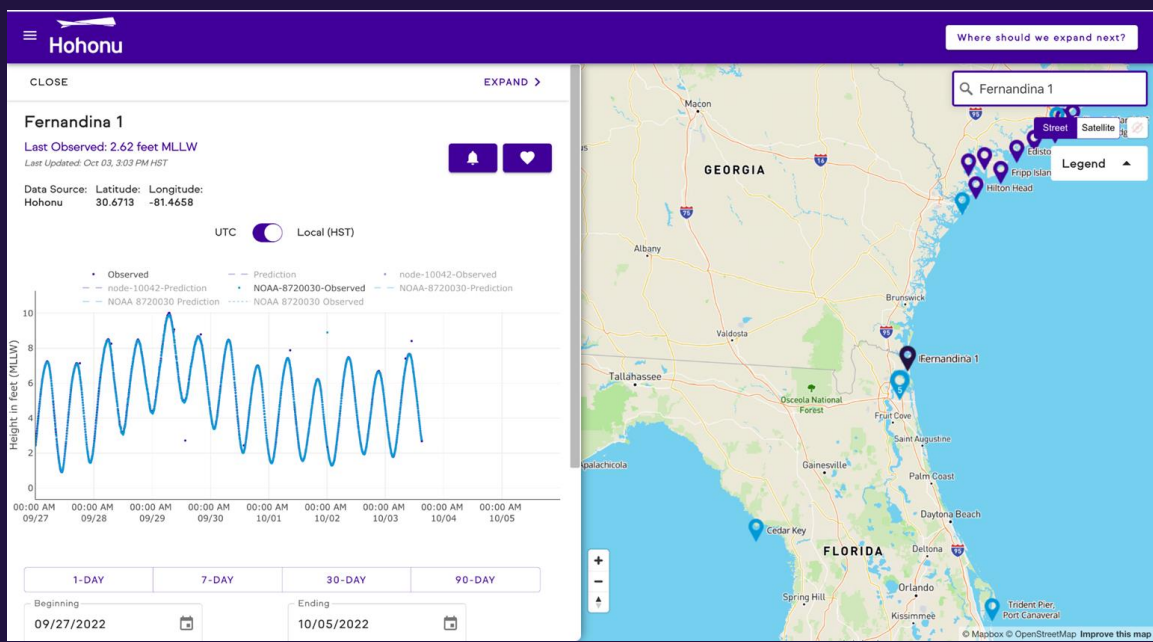 Hohonu
Where should we expand next?
CLOSE
EXPAND >
Fernandina 1
Last Observed: 2.62 feet MLLW
Last Updated: Oct 03, 3:03 PM HST
Data Source: Latitude: Longitude:
Hohonu 30.6713 -81.4658
UTC Local (HST)
Observed Prediction node-10042-Observed
node-10042-Prediction NOAA-8720030-Observed NOAA-8720030-Prediction
NOAA 8720030 Prediction NOAA 8720030 Observed
Height in feet (MLLW)
10
8
6
4
2
0
00:00 AM 00:00 AM 00:00 AM 00:00 AM 00:00 AM 00:00 AM 00:00 AM 00:00 AM 00:00 AM
09/27 09/28 09/29 09/30 10/01 10/02 10/03 10/04 10/05
1-DAY 7-DAY 30-DAY 90-DAY
Beginning Ending
09/27/2022 10/05/2022
Fernandina 1
Street Satellite
Legend
Macon
95
Edisto
GEORGIA
16
Fripp Islan
Hilton Head
75
Albany
Brunswick
95
Valdosta
Fernandina 1
Tallahassee
5
Osceola National
Forest
Fruit Cove
Saint Augustine
Apalachicola
Gainesville
Palm Coast
Daytona Beach
Cedar Key
FLORIDA
Deltona
95
Orlando
Spring Hill
Kissimmee
Trident Pier,
Port Canaveral
© Mapbox © OpenStreetMap Improve this map